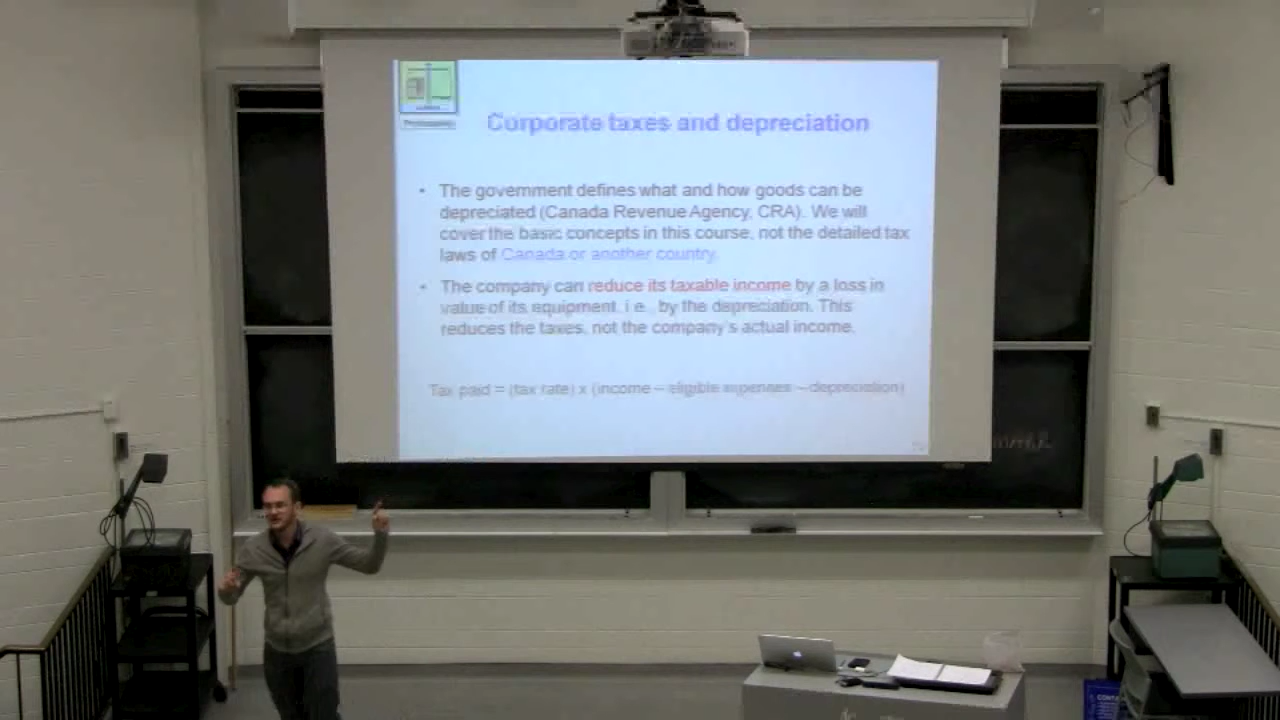 Corporate taxes and depreciation
• The government defines what and how goods can be
depreciated (Canada Revenue Agency, CRA). We will
cover the basic concepts in this course, not the detailed tax
laws of Canada or another country.
• The company can reduce its taxable income by a loss in
value of its equipment, i.e., by the depreciation. This
reduces the taxes, not the company's actual income.
Tax paid = (tax rate) x (income – eligible expenses – depreciation)